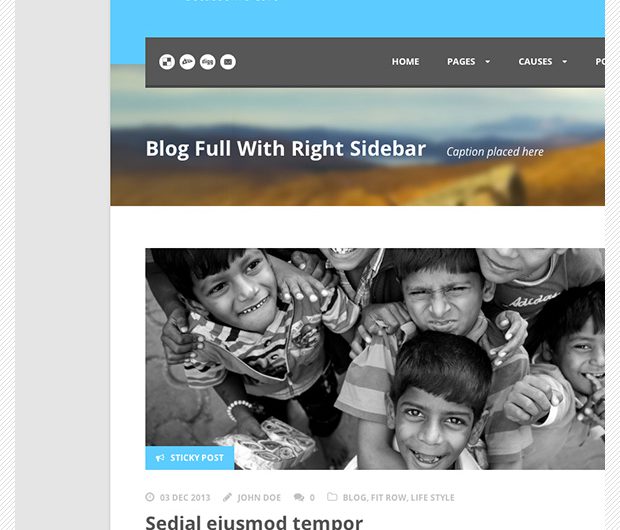 HOME PAGES CAUSES
Blog Full With Right Sidebar Caption placed here
adidas
STICKY POST
03 DEC 2013 JOHN DOE 0 BLOG, FIT ROW, LIFE STYLE
Sedial eiusmod tempor